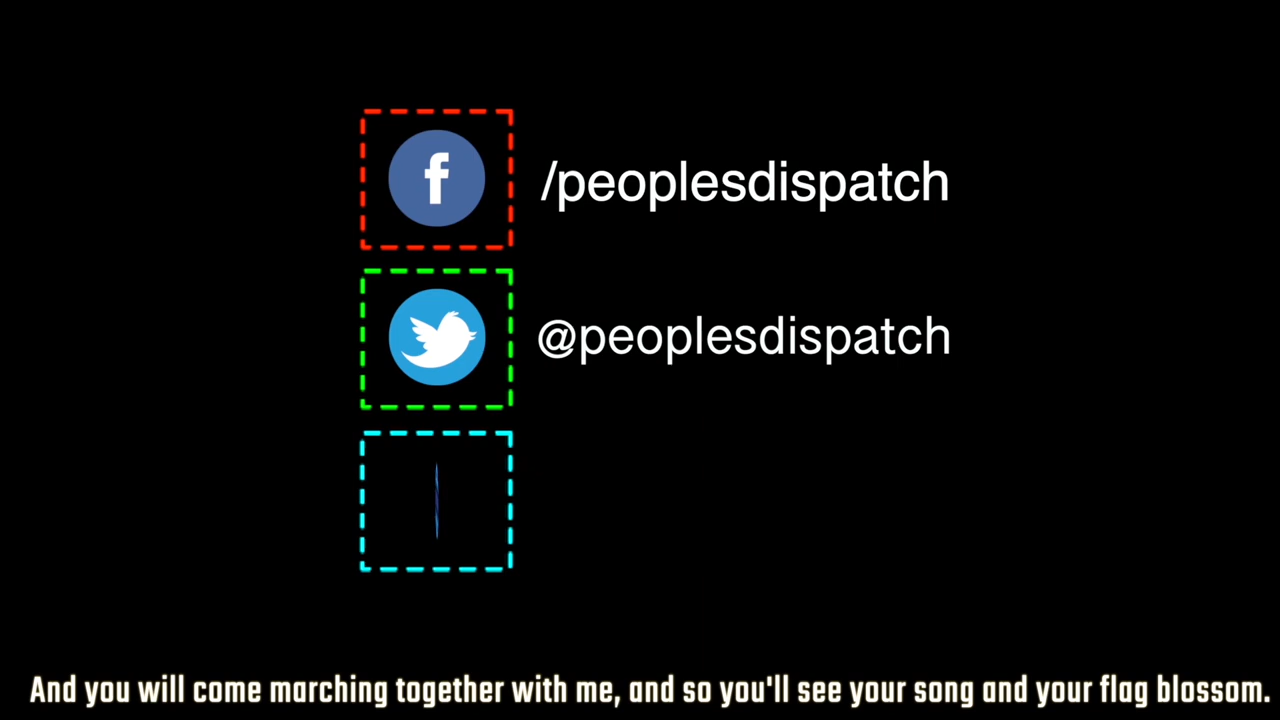 /peoplesdispatch
@peoplesdispatch
And you will come marching together with me, and so you'll see your song and your flag blossom.